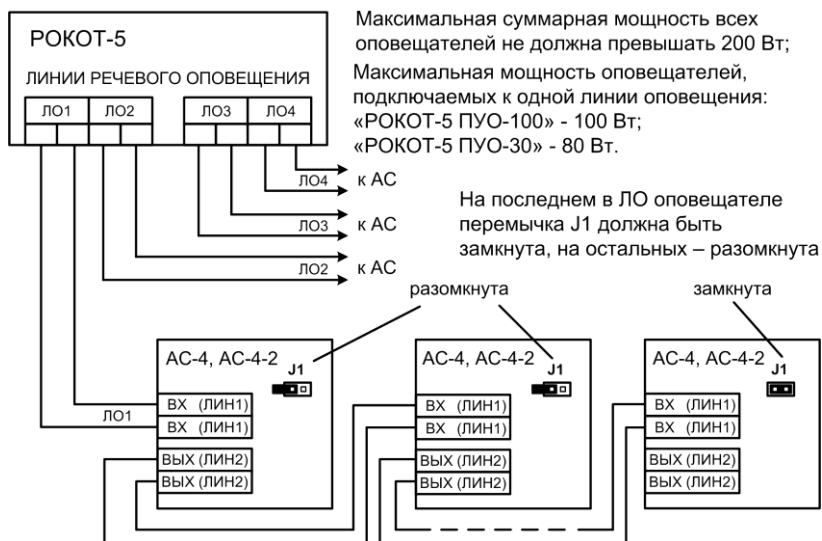 РОКОТ-5
ЛИНИИ РЕЧЕВОГО ОПОВЕЩЕНИЯ
ЛО1 ЛО2 ЛО3 ЛО4
Максимальная суммарная мощность всех
оповещателей не должна превышать 200 Вт;
Максимальная мощность оповещателей,
подключаемых к одной линии оповещения:
«РОКОТ-5 ПУО-100» - 100 Вт;
«РОКОТ-5 ПУО-30» - 80 Вт.
ЛО4 к АС
ЛО3 к АС
ЛО2 к АС
На последнем в ЛО оповещателе
перемычка J1 должна быть
замкнута, на остальных – разомкнута
разомкнута
замкнута
АС-4, АС-4-2
J1
ЛО1
ВХ (ЛИН1)
ВХ (ЛИН1)
ВЫХ (ЛИН2)
ВЫХ (ЛИН2)
АС-4, АС-4-2
J1
ВХ (ЛИН1)
ВХ (ЛИН1)
ВЫХ (ЛИН2)
ВЫХ (ЛИН2)
АС-4, АС-4-2
J1
ВХ (ЛИН1)
ВХ (ЛИН1)
ВЫХ (ЛИН2)
ВЫХ (ЛИН2)